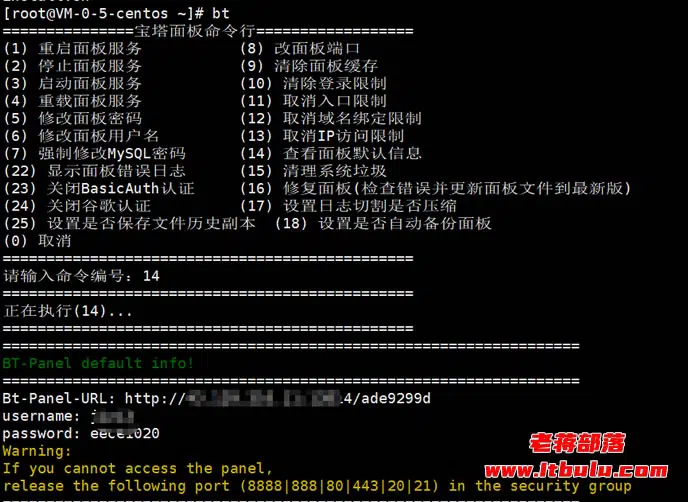 [root@VM-0-5-centos ~]# bt
===============宝塔面板命令行==================
(1) 重启面板服务 (8) 改面板端口
(2) 停止面板服务 (9) 清除面板缓存
(3) 启动面板服务 (10) 清除登录限制
(4) 重载面板服务 (11) 取消入口限制
(5) 修改面板密码 (12) 取消域名绑定限制
(6) 修改面板用户名 (13) 取消IP访问限制
(7) 强制修改MySQL密码 (14) 查看面板默认信息
(22) 显示面板错误日志 (15) 清理系统垃圾
(23) 关闭BasicAuth认证 (16) 修复面板(检查错误并更新面板文件到最新版)
(24) 关闭谷歌认证 (17) 设置日志切割是否压缩
(25) 设置是否保存文件历史副本 (18) 设置是否自动备份面板
(0) 取消
===============================================
请输入命令编号：14
===============================================
正在执行(14)...
===============================================
==================================================================
BT-Panel default info!
==================================================================
Bt-Panel-URL: http:// 4/ade9299d
username:
password: 1020
Warning:
If you cannot access the panel,
release the following port (8888|888|80|443|20|21) in the security group
老蒋部落
www.itbulu.com